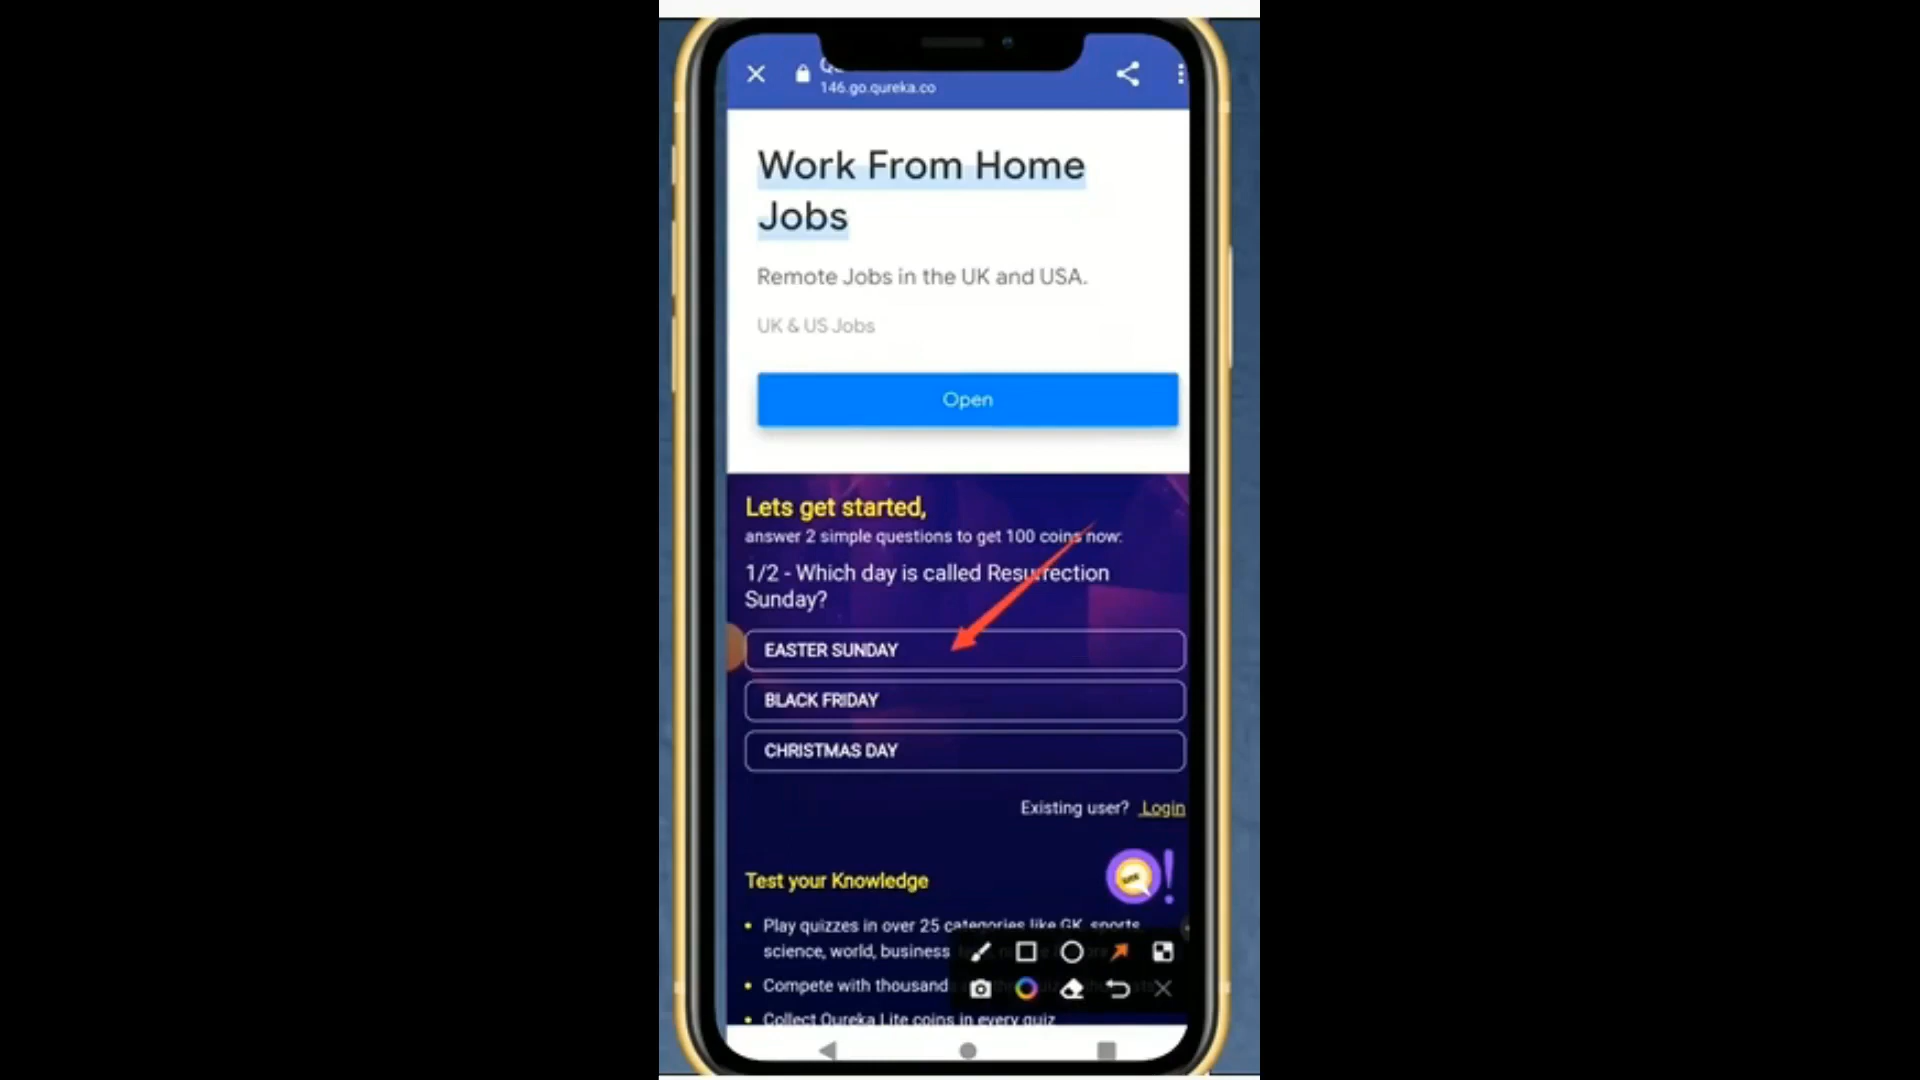 146.go.qureka.co
Work From Home
Jobs
Remote Jobs in the UK and USA.
UK & US Jobs
Open
Lets get started,
answer 2 simple questions to get 100 coins now:
1/2 - Which day is called Resurrection
Sunday?
EASTER SUNDAY
BLACK FRIDAY
CHRISTMAS DAY
Existing user? Login
Test your Knowledge
• Play quizzes in over 25 categories like GK, sports,
science, world, business
• Compete with thousand
• Collect Qureka Lite coins in every quiz